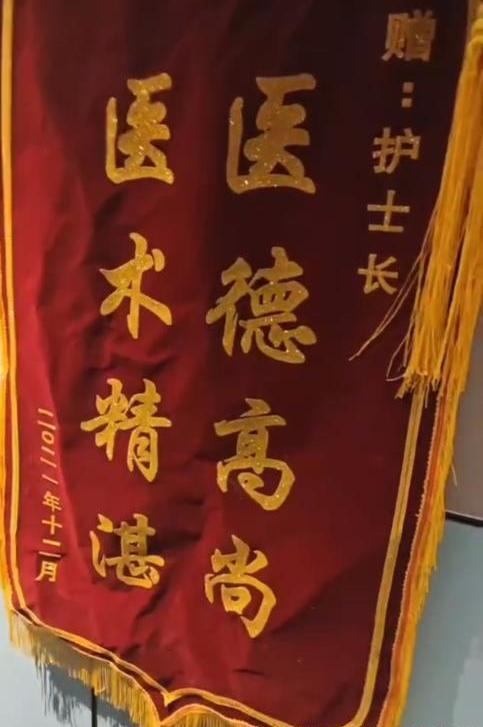 赠：护士长
医德高尚
医术精湛
二〇二一年十二月